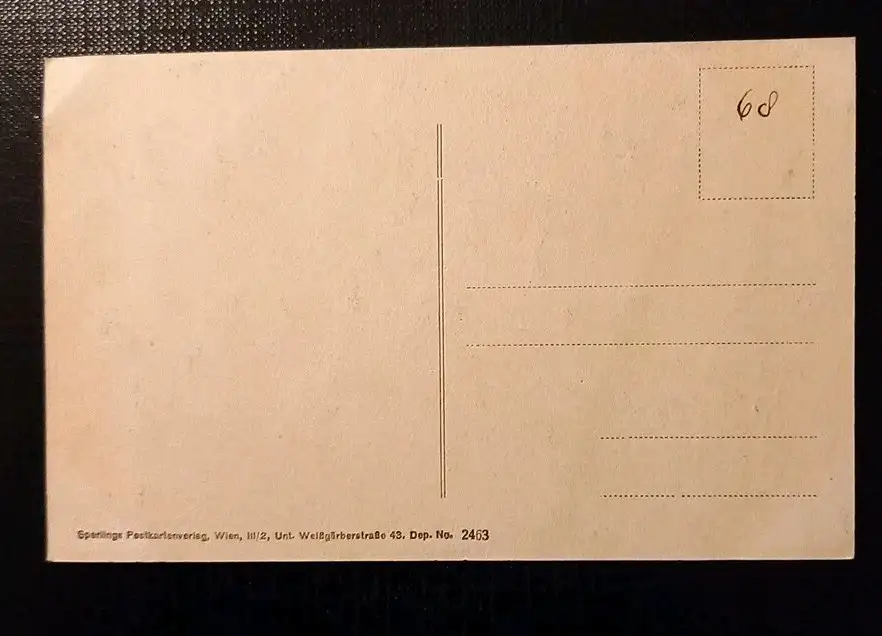 68
Sperlings Postkartenverlag, Wien, III/2, Unt. Weißgärberstraße 43. Dep. No. 2463